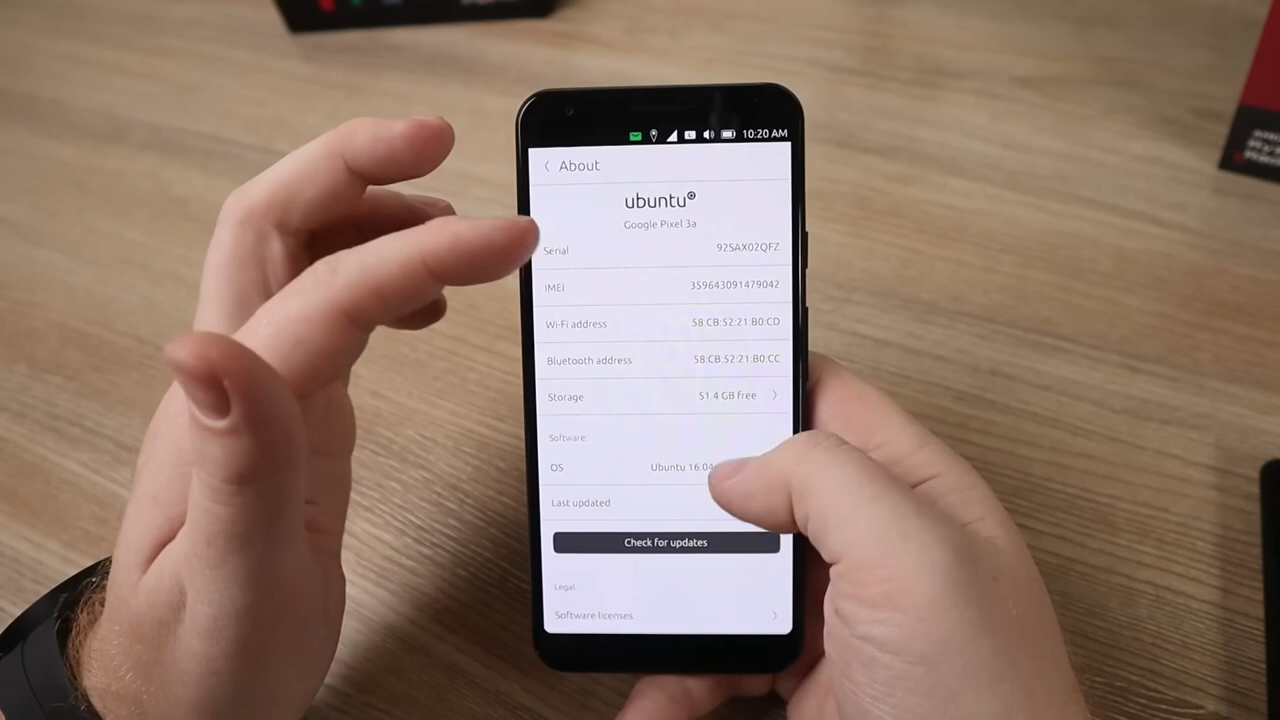 10:20 AM
About
ubuntu
Google Pixel 3a
Serial 92SAX02QFZ
IMEI 359643091479042
Wi-Fi address 58:CB:52:21:B0:CD
Bluetooth address 58:CB:52:21:B0:CC
Storage 51.4 GB free
Software:
OS Ubuntu 16.04
Last updated
Check for updates
Legal:
Software licenses